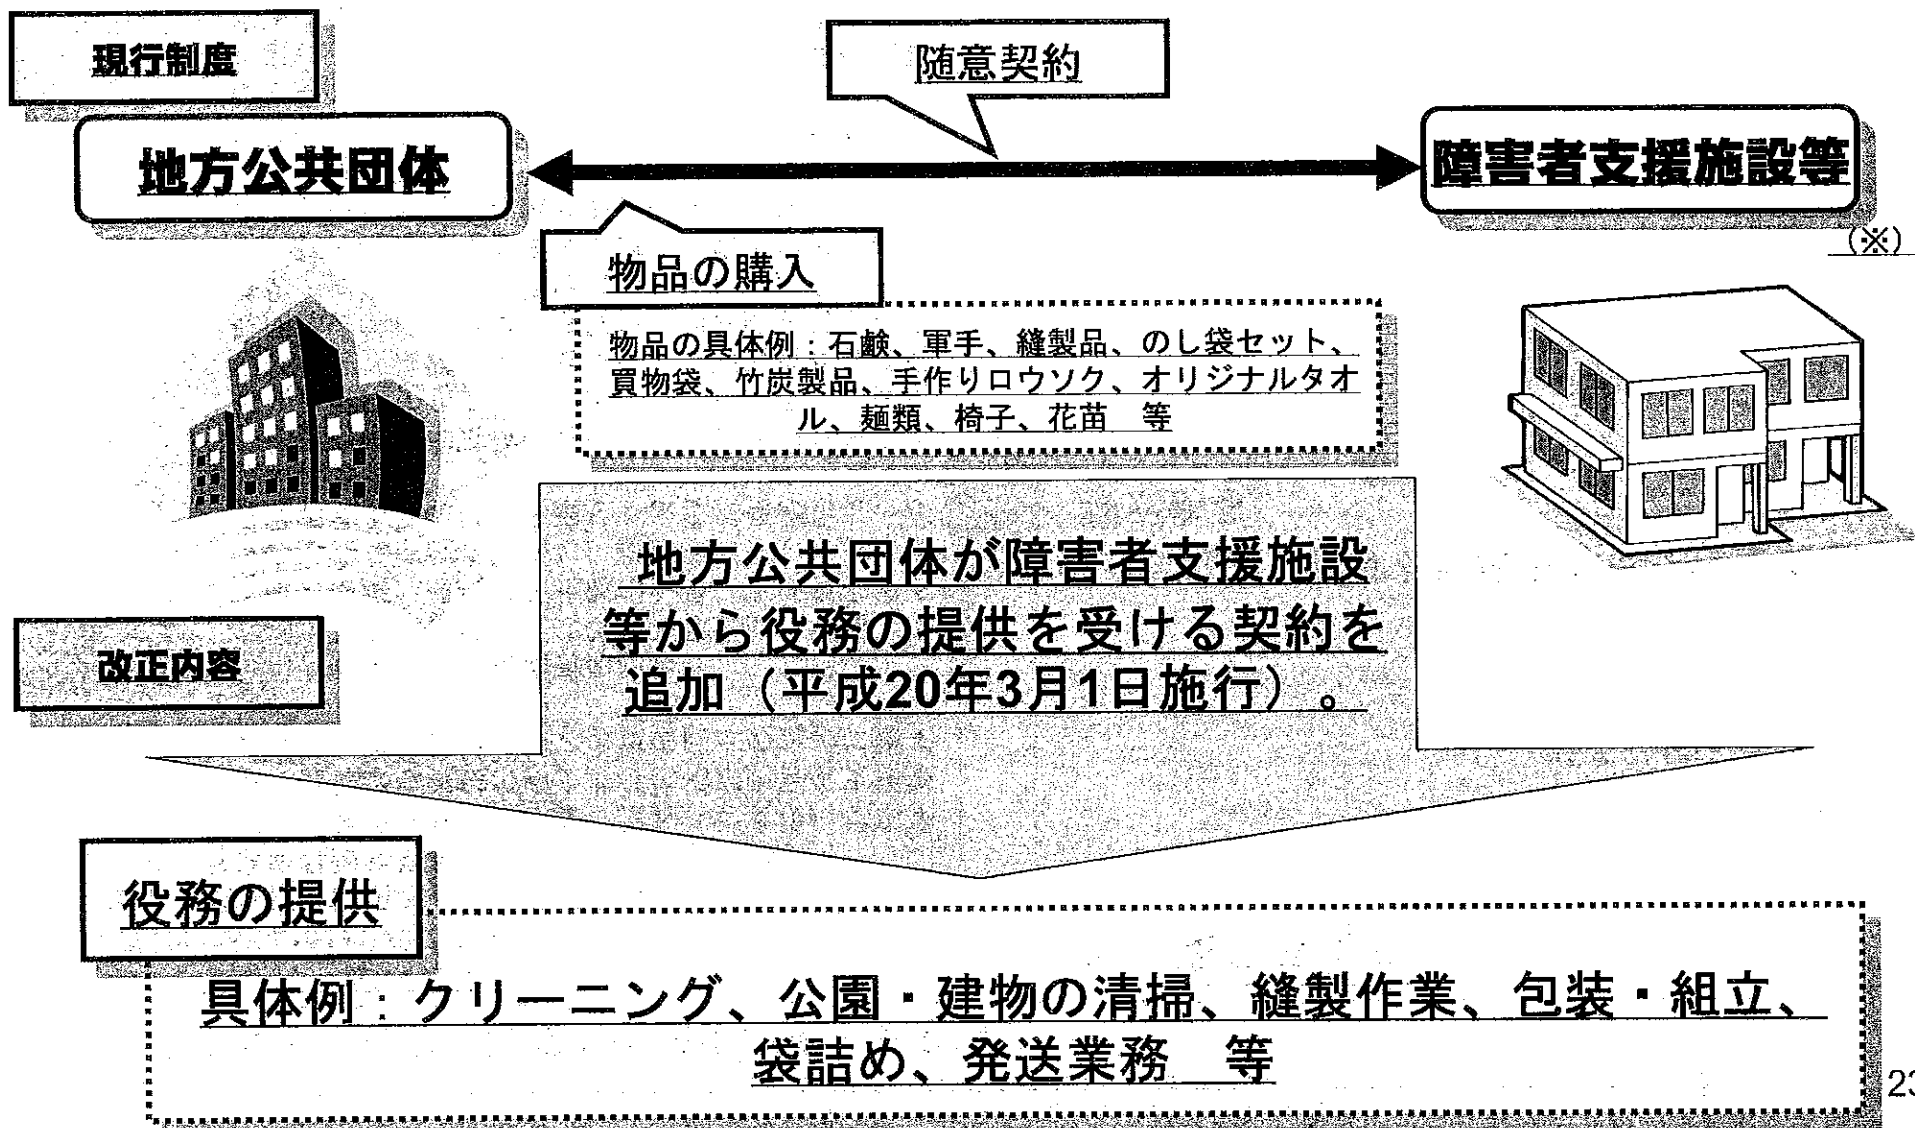 現行制度
随意契約
地方公共団体
障害者支援施設等
(※)
物品の購入
物品の具体例：石鹸、軍手、縫製品、のし袋セット、
買物袋、竹炭製品、手作りロウソク、オリジナルタオ
ル、麺類、椅子、花苗　等
地方公共団体が障害者支援施設
等から役務の提供を受ける契約を
追加（平成20年3月1日施行）。
改正内容
役務の提供
具体例：クリーニング、公園・建物の清掃、縫製作業、包装・組立、
袋詰め、発送業務　等
23